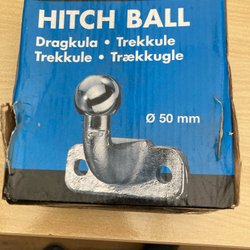 HITCH BALL
Dragkula • Trekkule
Trekkule • Trækkugle
Ø 50 mm